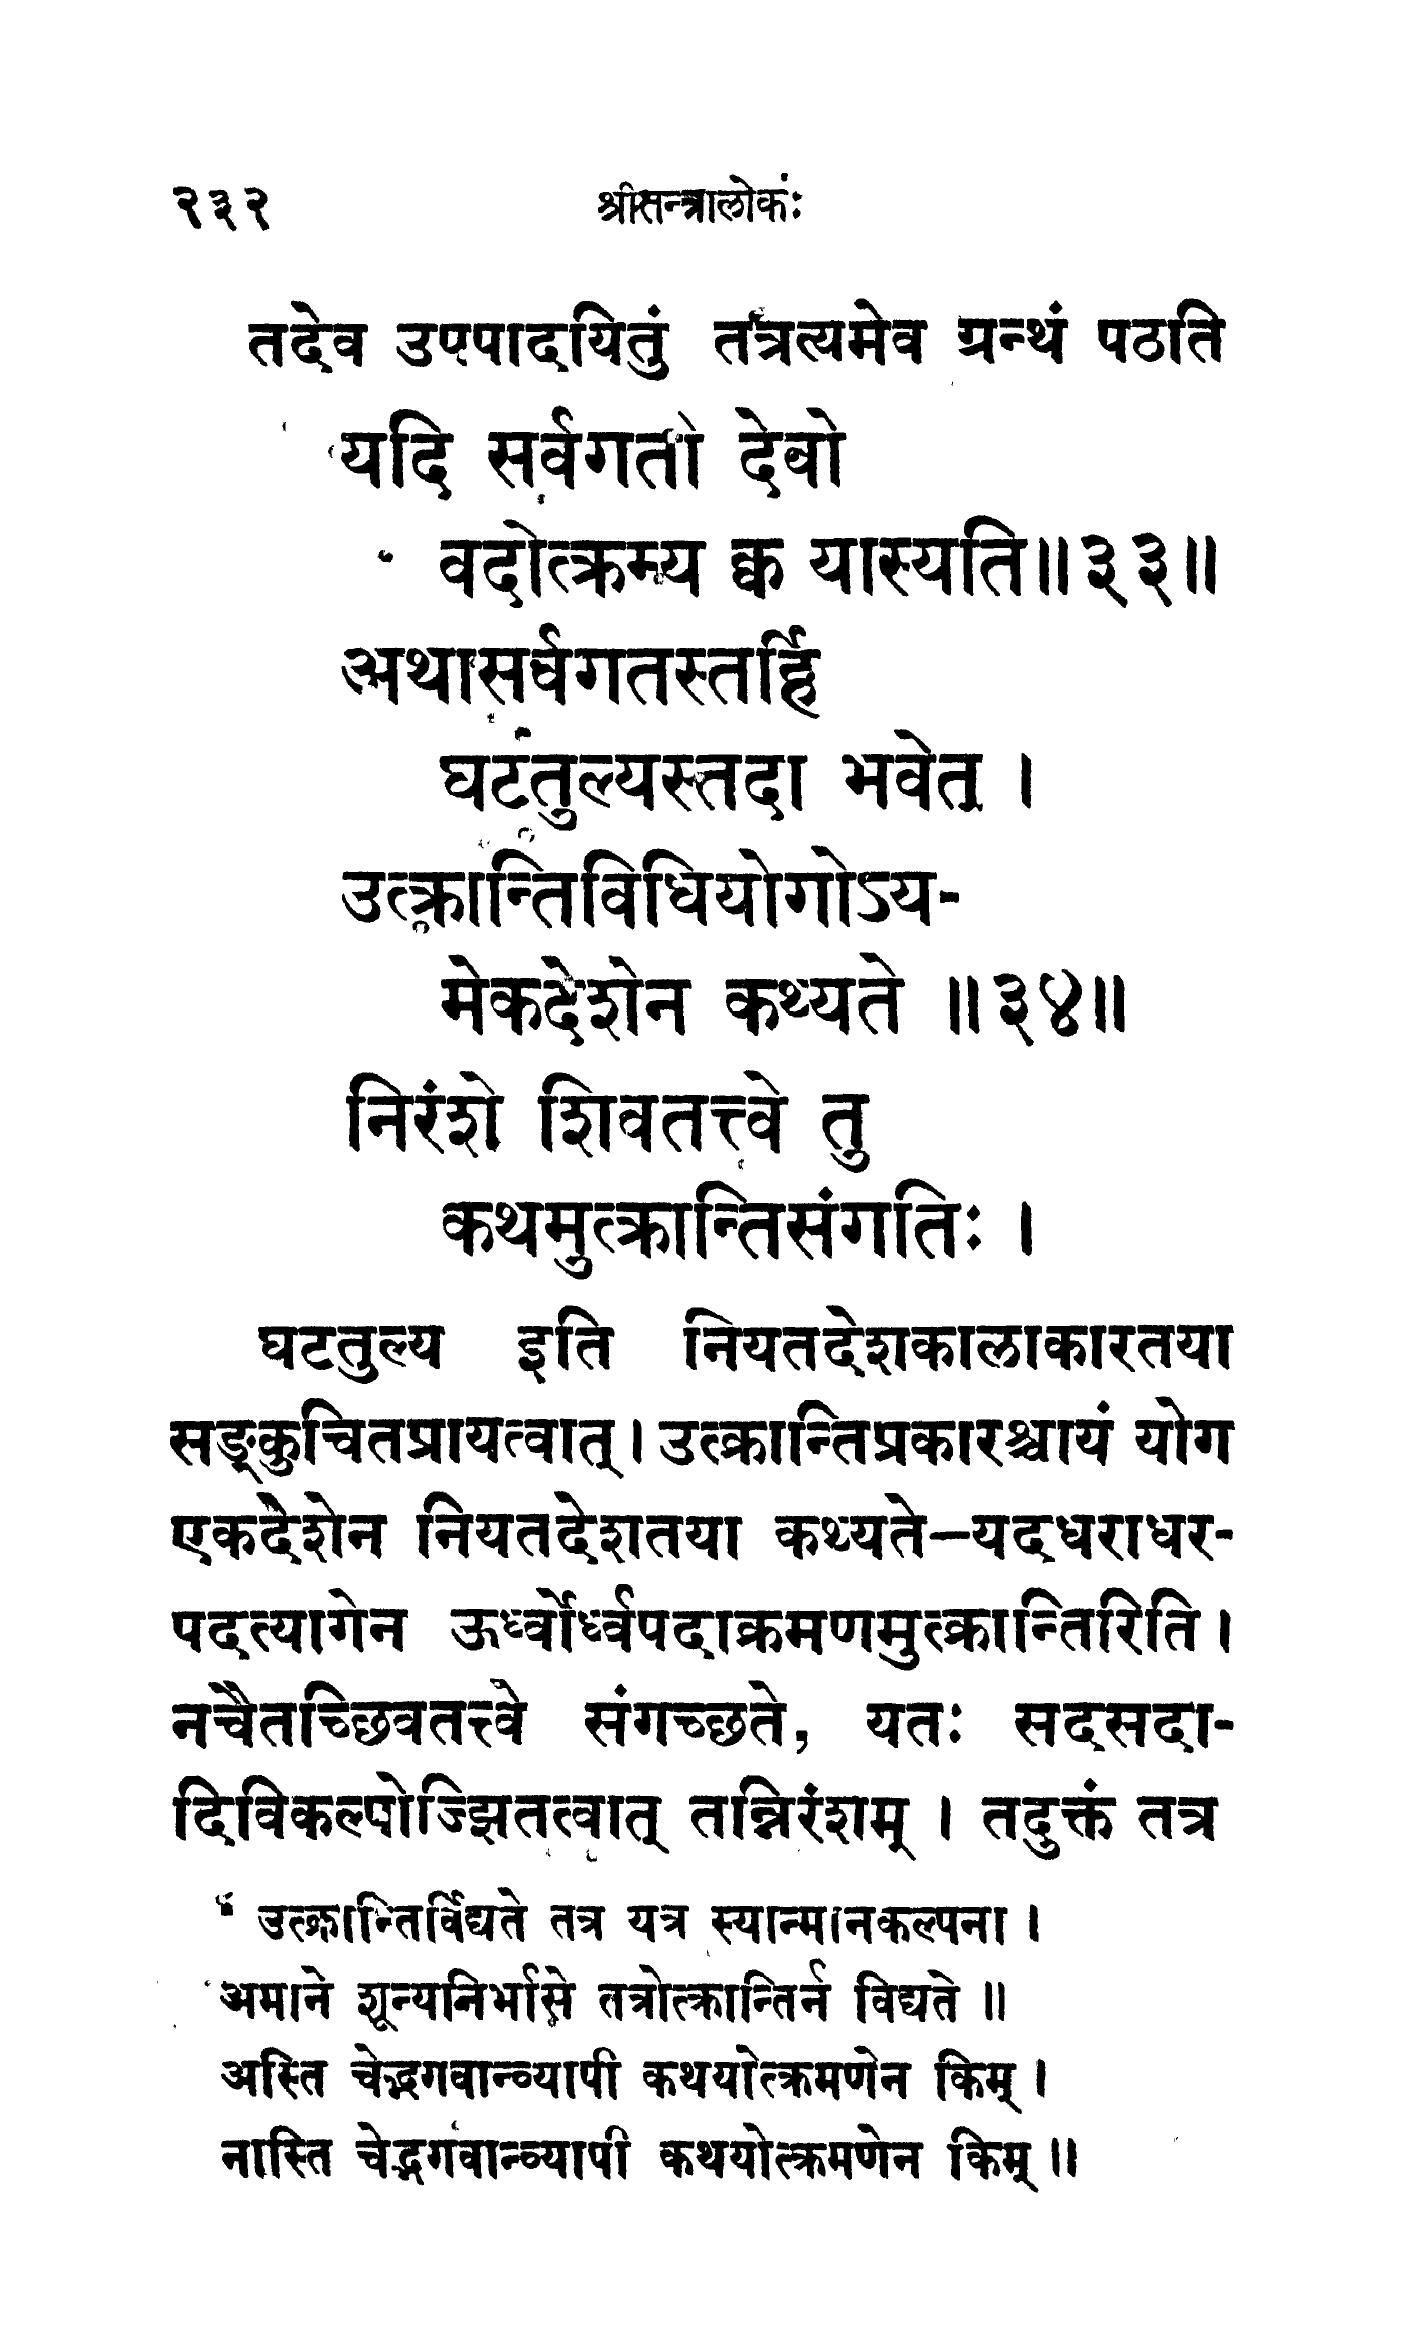 २३२ श्रीतन्त्रालोकः
तदेव उपपादयितुं तत्रत्यमेव ग्रन्थं पठति
यदि सर्वगतो देवो
वदोत्क्रम्य क्व यास्यति॥३३॥
अथासर्वगतस्तर्हि
घटतुल्यस्तदा भवेत् ।
उत्क्रान्तिविधियोगोऽय-
मेकदेशेन कथ्यते ॥३४॥
निरंशे शिवतत्त्वे तु
कथमुत्क्रान्तिसंगतिः ।
घटतुल्य इति नियतदेशकालाकारतया
सङ्कुचितप्रायत्वात् । उत्क्रान्तिप्रकारश्चायं योग
एकदेशेन नियतदेशतया कथ्यते—यदधराधर-
पदत्यागेन ऊर्ध्वोर्ध्वपदाक्रमणमुत्क्रान्तिरिति ।
नचैतच्छिवतत्त्वे संगच्छते, यतः सदसदा-
दिविकल्पोज्झितत्वात् तन्निरंशम् । तदुक्तं तत्र
‘ उत्क्रान्तिर्विद्यते तत्र यत्र स्यान्मानकल्पना ।
अमाने शून्यनिर्भासे तत्रोत्क्रान्तिर्न विद्यते ॥
अस्ति चेद्भगवान्व्यापी कथयोत्क्रमणेन किम् ।
नास्ति चेद्भगवान्व्यापी कथयोत्क्रमणेन किम् ॥